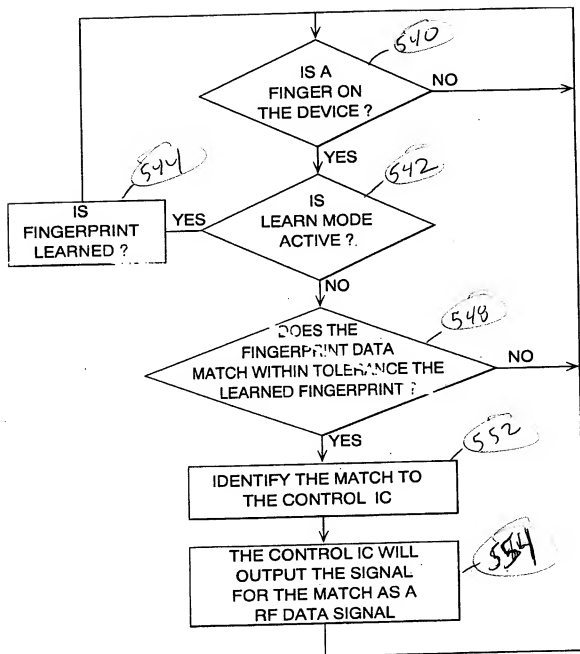 540
IS A
FINGER ON
THE DEVICE ?
NO
YES
544
542
IS
FINGERPRINT
LEARNED ?
YES
IS
LEARN MODE
ACTIVE ?
NO
548
DOES THE
FINGERPRINT DATA
MATCH WITHIN TOLERANCE THE
LEARNED FINGERPRINT ?
NO
YES
552
IDENTIFY THE MATCH TO
THE CONTROL IC
554
THE CONTROL IC WILL
OUTPUT THE SIGNAL
FOR THE MATCH AS A
RF DATA SIGNAL